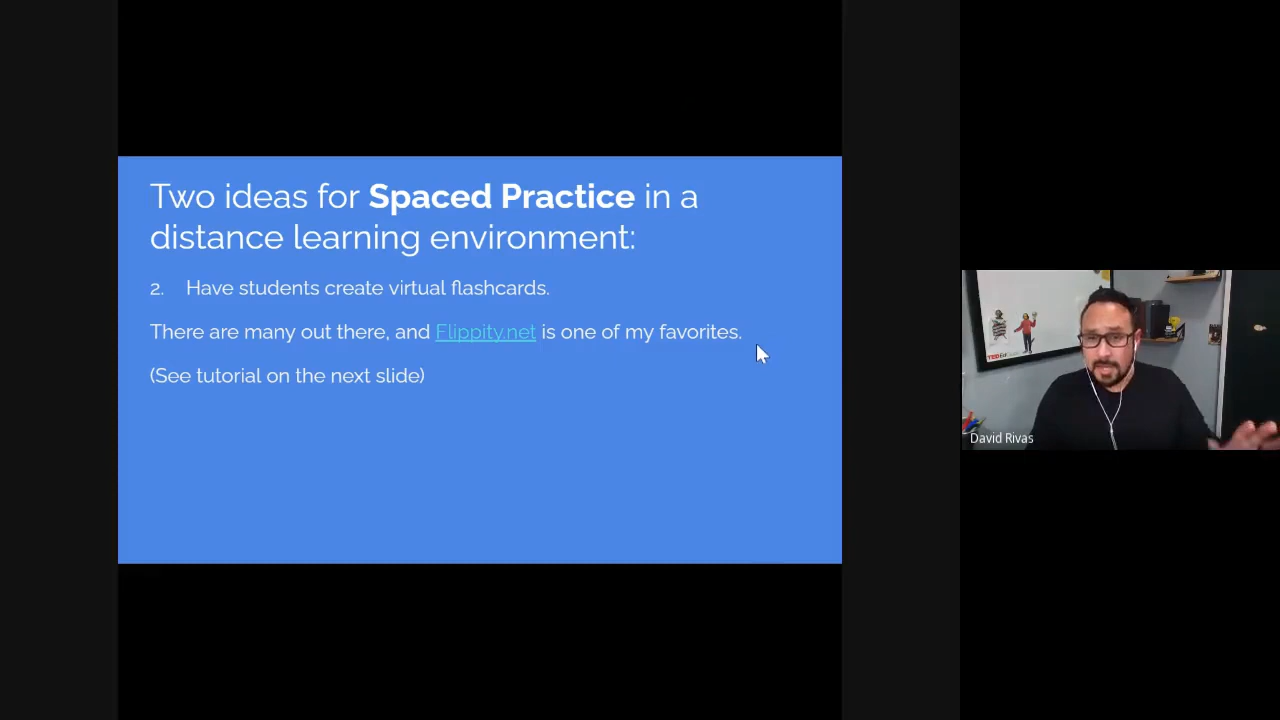 Two ideas for Spaced Practice in a
distance learning environment:
2. Have students create virtual flashcards.
There are many out there, and Flippity.net is one of my favorites.
(See tutorial on the next slide)
David Rivas